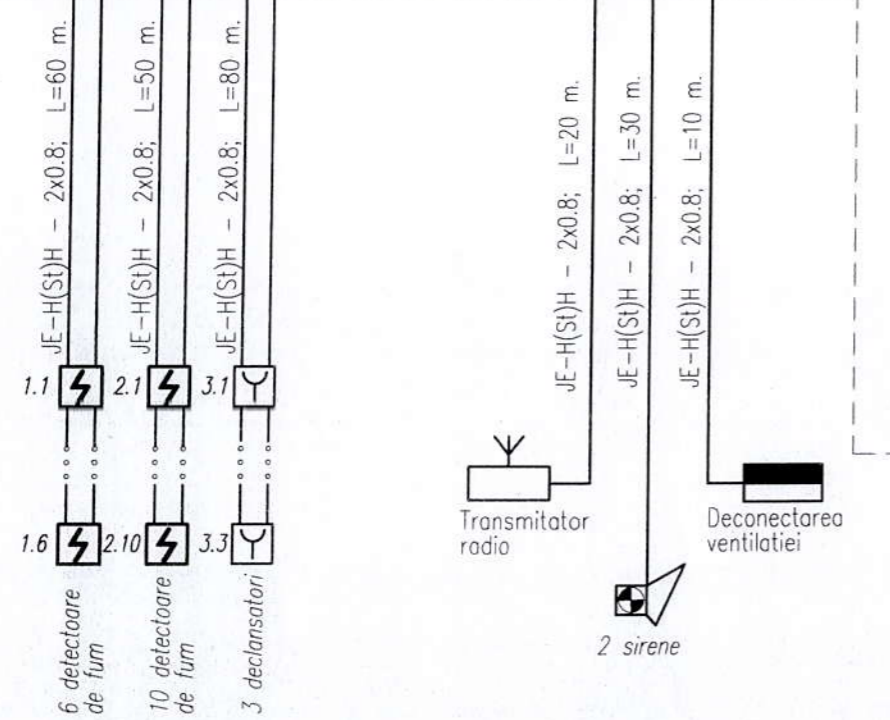 JE-H(St)H - 2x0.8; L=60 m.
JE-H(St)H - 2x0.8; L=50 m.
JE-H(St)H - 2x0.8; L=80 m.
JE-H(St)H - 2x0.8; L=20 m.
JE-H(St)H - 2x0.8; L=30 m.
JE-H(St)H - 2x0.8; L=10 m.
1.1
2.1
3.1
1.6
2.10
3.3
6 detectoare
de fum
10 detectoare
de fum
3 declansatori
Transmitator
radio
Deconectarea
ventilatiei
2 sirene